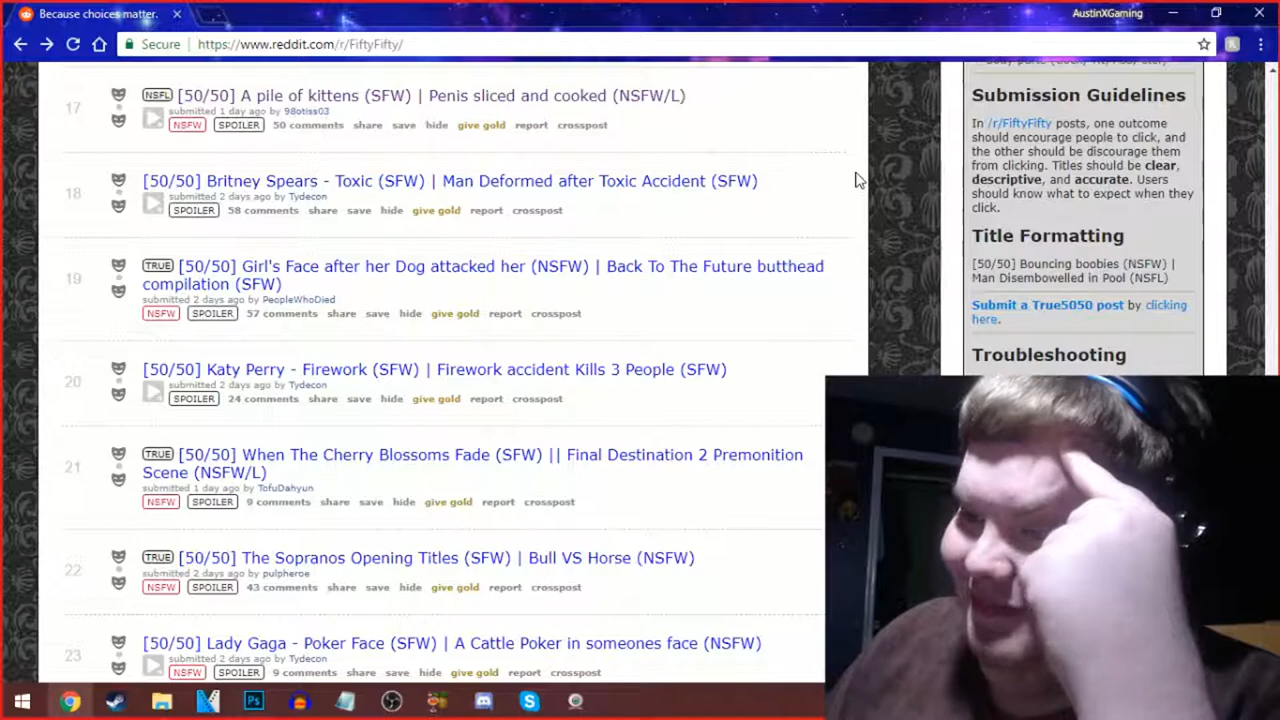 Because choices matter.
AustinXGaming
Secure
https://www.reddit.com/r/FiftyFifty/
17
NSFL [50/50] A pile of kittens (SFW) | Penis sliced and cooked (NSFW/L)
submitted 1 day ago by 98otiss03
NSFW SPOILER 50 comments share save hide give gold report crosspost
18
[50/50] Britney Spears - Toxic (SFW) | Man Deformed after Toxic Accident (SFW)
submitted 2 days ago by Tydecon
SPOILER 58 comments share save hide give gold report crosspost
19
TRUE [50/50] Girl's Face after her Dog attacked her (NSFW) | Back To The Future butthead
compilation (SFW)
submitted 2 days ago by PeopleWhoDied
NSFW SPOILER 57 comments share save hide give gold report crosspost
20
[50/50] Katy Perry - Firework (SFW) | Firework accident Kills 3 People (SFW)
submitted 2 days ago by Tydecon
SPOILER 24 comments share save hide give gold report crosspost
21
TRUE [50/50] When The Cherry Blossoms Fade (SFW) || Final Destination 2 Premonition
Scene (NSFW/L)
submitted 1 day ago by TofuDahyun
NSFW SPOILER 9 comments share save hide give gold report crosspost
22
TRUE [50/50] The Sopranos Opening Titles (SFW) | Bull VS Horse (NSFW)
submitted 2 days ago by pulpheroe
NSFW SPOILER 43 comments share save hide give gold report crosspost
23
[50/50] Lady Gaga - Poker Face (SFW) | A Cattle Poker in someones face (NSFW)
submitted 2 days ago by Tydecon
NSFW SPOILER 9 comments share save hide give gold report crosspost
Submission Guidelines
In /r/FiftyFifty posts, one outcome
should encourage people to click, and
the other should be discourage them
from clicking. Titles should be clear,
descriptive, and accurate. Users
should know what to expect when they
click.
Title Formatting
[50/50] Bouncing boobies (NSFW) |
Man Disembowelled in Pool (NSFL)
Submit a True5050 post by clicking
here.
Troubleshooting